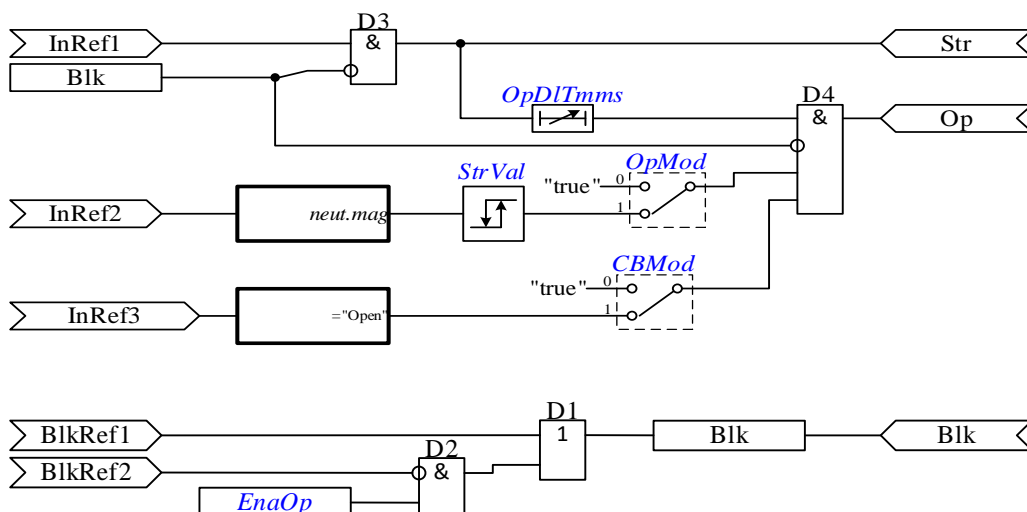 D3
InRef1
&
Str
Blk
OpDlTmms
D4
&
Op
StrVal
OpMod
"true"
0
InRef2
neut.mag
1
CBMod
"true"
0
InRef3
="Open"
1
D1
BlkRef1
1
Blk
Blk
D2
BlkRef2
&
EnaOp